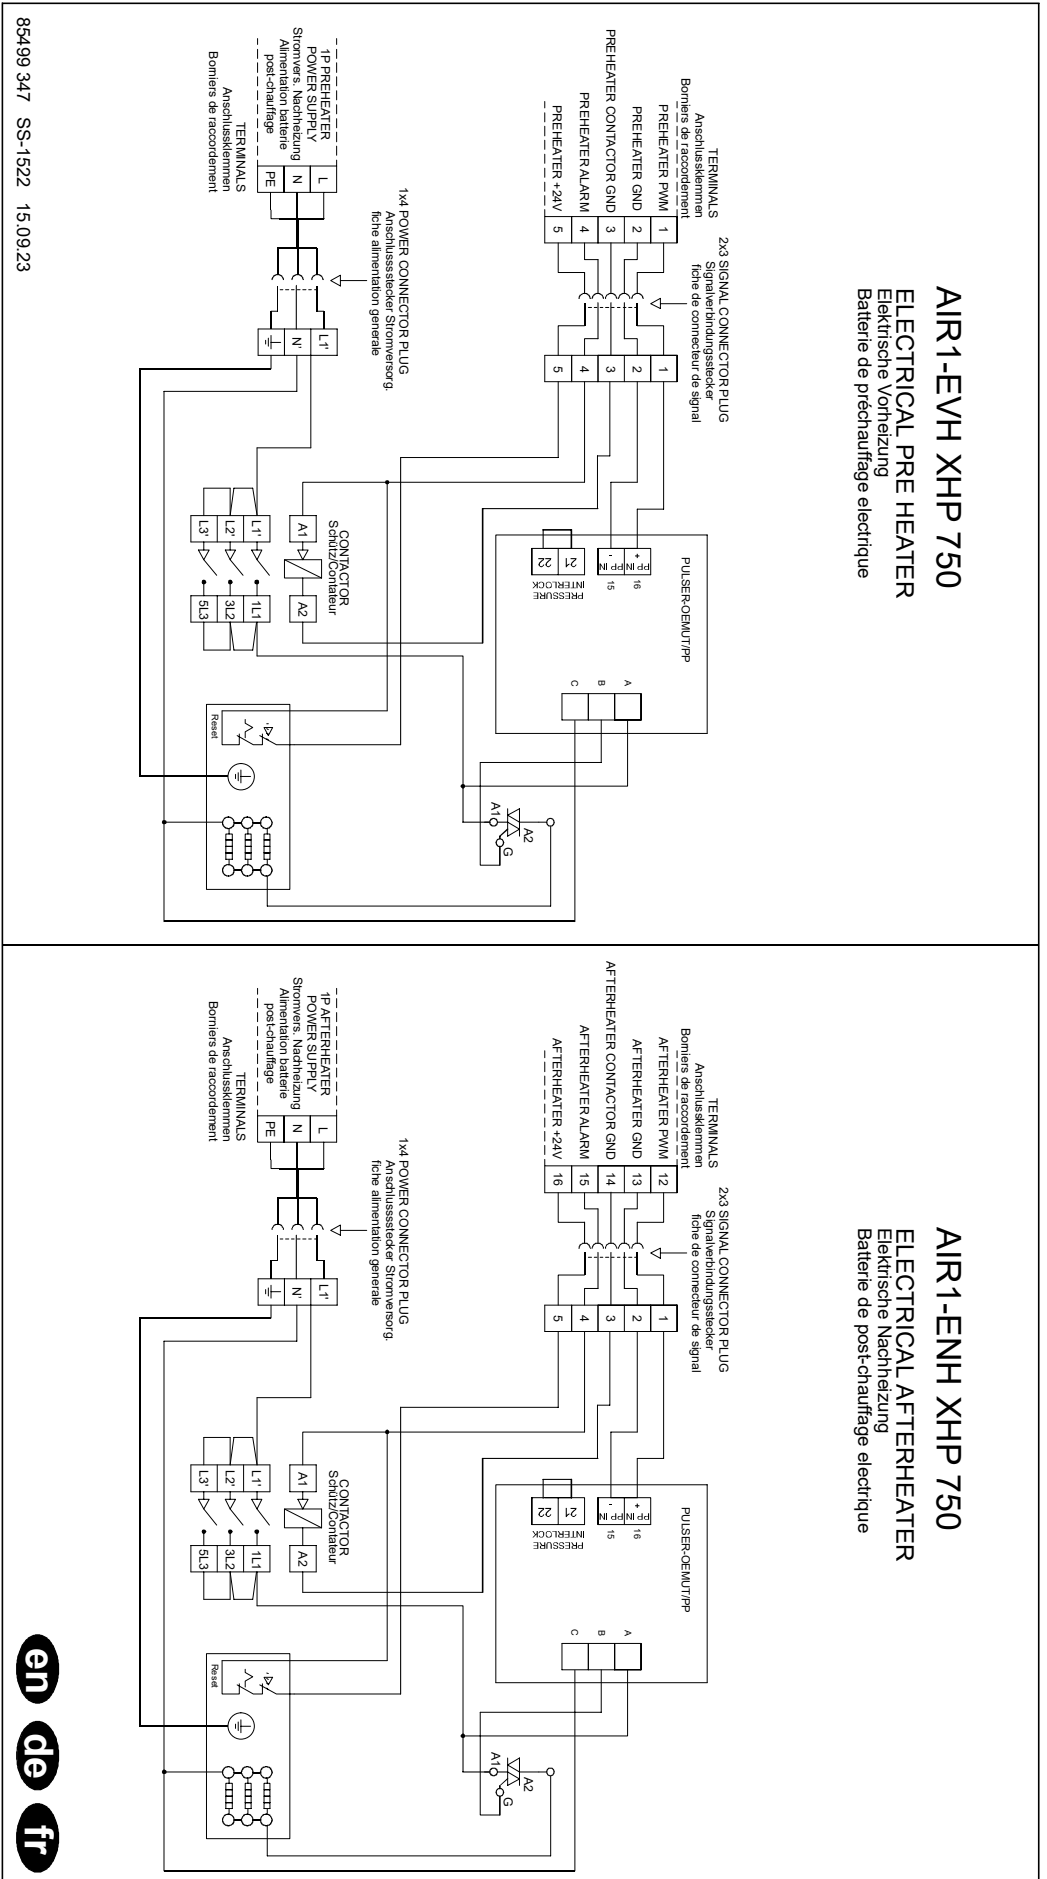 AIR1-EVH XHP 750
ELECTRICAL PRE HEATER
Elektrische Vorheizung
Batterie de préchauffage electrique
TERMINALS
Anschlussklemmen
Borniers de raccordement
PREHEATER PWM
PREHEATER GND
PREHEATER CONTACTOR GND
PREHEATER ALARM
PREHEATER +24V
1
2
3
4
5
2x3 SIGNAL CONNECTOR PLUG
Signalverbindungsstecker
fiche de connecteur de signal
1
2
3
4
5
PULSER-OEMUT/PP
+
PP IN
16
-
PP IN
15
21
22
PRESSURE
INTERLOCK
A
B
C
A1
A2
G
1P PREHEATER
POWER SUPPLY
Stromvers. Nachheizung
Alimentation batterie
post-chauffage
L
N
PE
TERMINALS
Anschlussklemmen
Borniers de raccordement
1x4 POWER CONNECTOR PLUG
Anschlusssstecker Stromversorg.
fiche alimentation generale
L1'
N'
CONTACTOR
Schütz/Contateur
A1
A2
L1'
L2'
L3'
1L1
3L2
5L3
Reset
AIR1-ENH XHP 750
ELECTRICAL AFTERHEATER
Elektrische Nachheizung
Batterie de post-chauffage electrique
TERMINALS
Anschlussklemmen
Borniers de raccordement
AFTERHEATER PWM
AFTERHEATER GND
AFTERHEATER CONTACTOR GND
AFTERHEATER ALARM
AFTERHEATER +24V
12
13
14
15
16
2x3 SIGNAL CONNECTOR PLUG
Signalverbindungsstecker
fiche de connecteur de signal
1
2
3
4
5
PULSER-OEMUT/PP
+
PP IN
16
-
PP IN
15
21
22
PRESSURE
INTERLOCK
A
B
C
A1
A2
G
1P AFTERHEATER
POWER SUPPLY
Stromvers. Nachheizung
Alimentation batterie
post-chauffage
L
N
PE
TERMINALS
Anschlussklemmen
Borniers de raccordement
1x4 POWER CONNECTOR PLUG
Anschlusssstecker Stromversorg.
fiche alimentation generale
L1'
N'
CONTACTOR
Schütz/Contateur
A1
A2
L1'
L2'
L3'
1L1
3L2
5L3
Reset
85499 347 SS-1522 15.09.23
en de fr